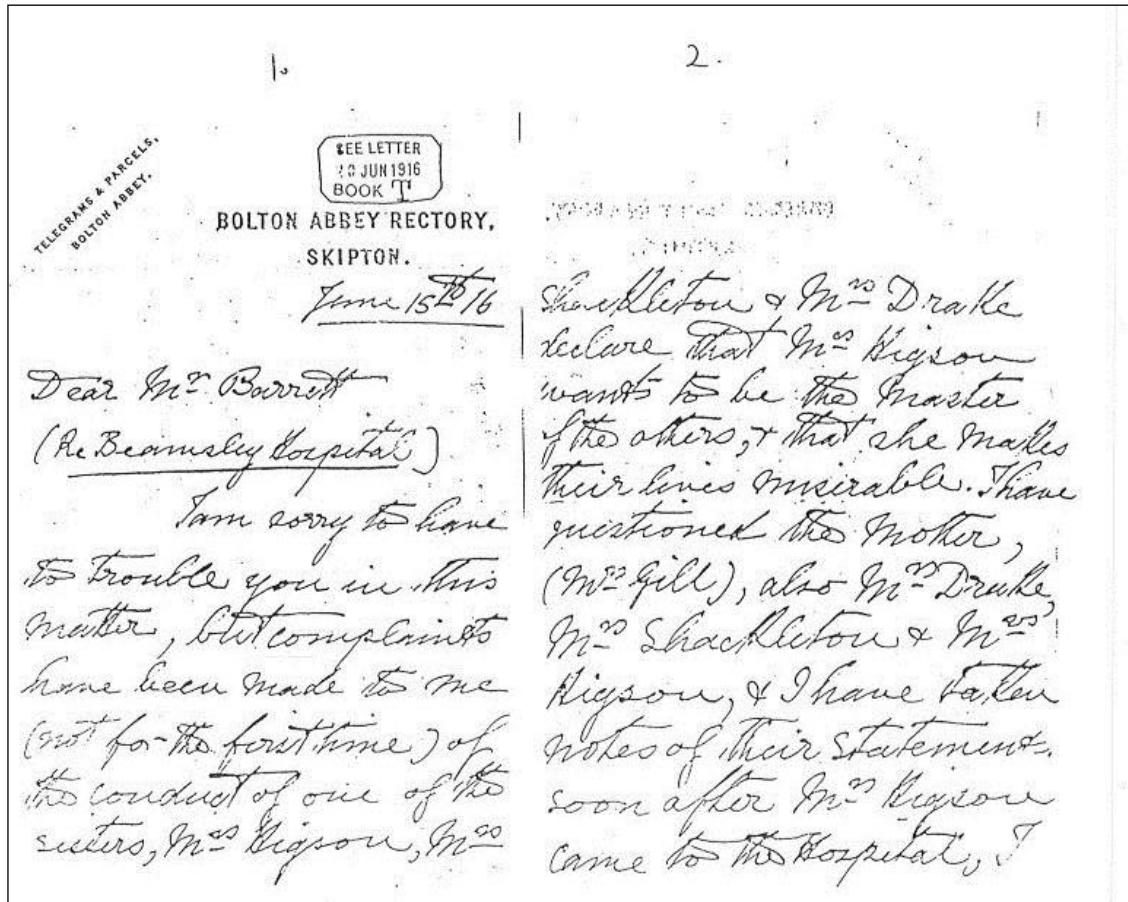 1.
TELEGRAMS & PARCELS,
BOLTON ABBEY.
SEE LETTER
20 JUN 1916
BOOK T
BOLTON ABBEY RECTORY,
SKIPTON.
June 15th 16
Dear Mr Barrett
(Re Beamsley Hospital)
I am sorry to have
to trouble you in this
matter, but complaints
have been made to me
(not for the first time) of
the conduct of one of the
sisters, Mrs Higson, Mrs
2.
Shackleton & Mrs Drake
declare that Mrs Higson
wants to be the Master
of the others, & that she makes
their lives misirable. I have
questioned the Mother,
(Mrs Gill), also Mrs Drake,
Mrs Shackleton & Mrs
Higson, & I have taken
notes of their statements.
soon after Mrs Higson
came to the Hospital, I